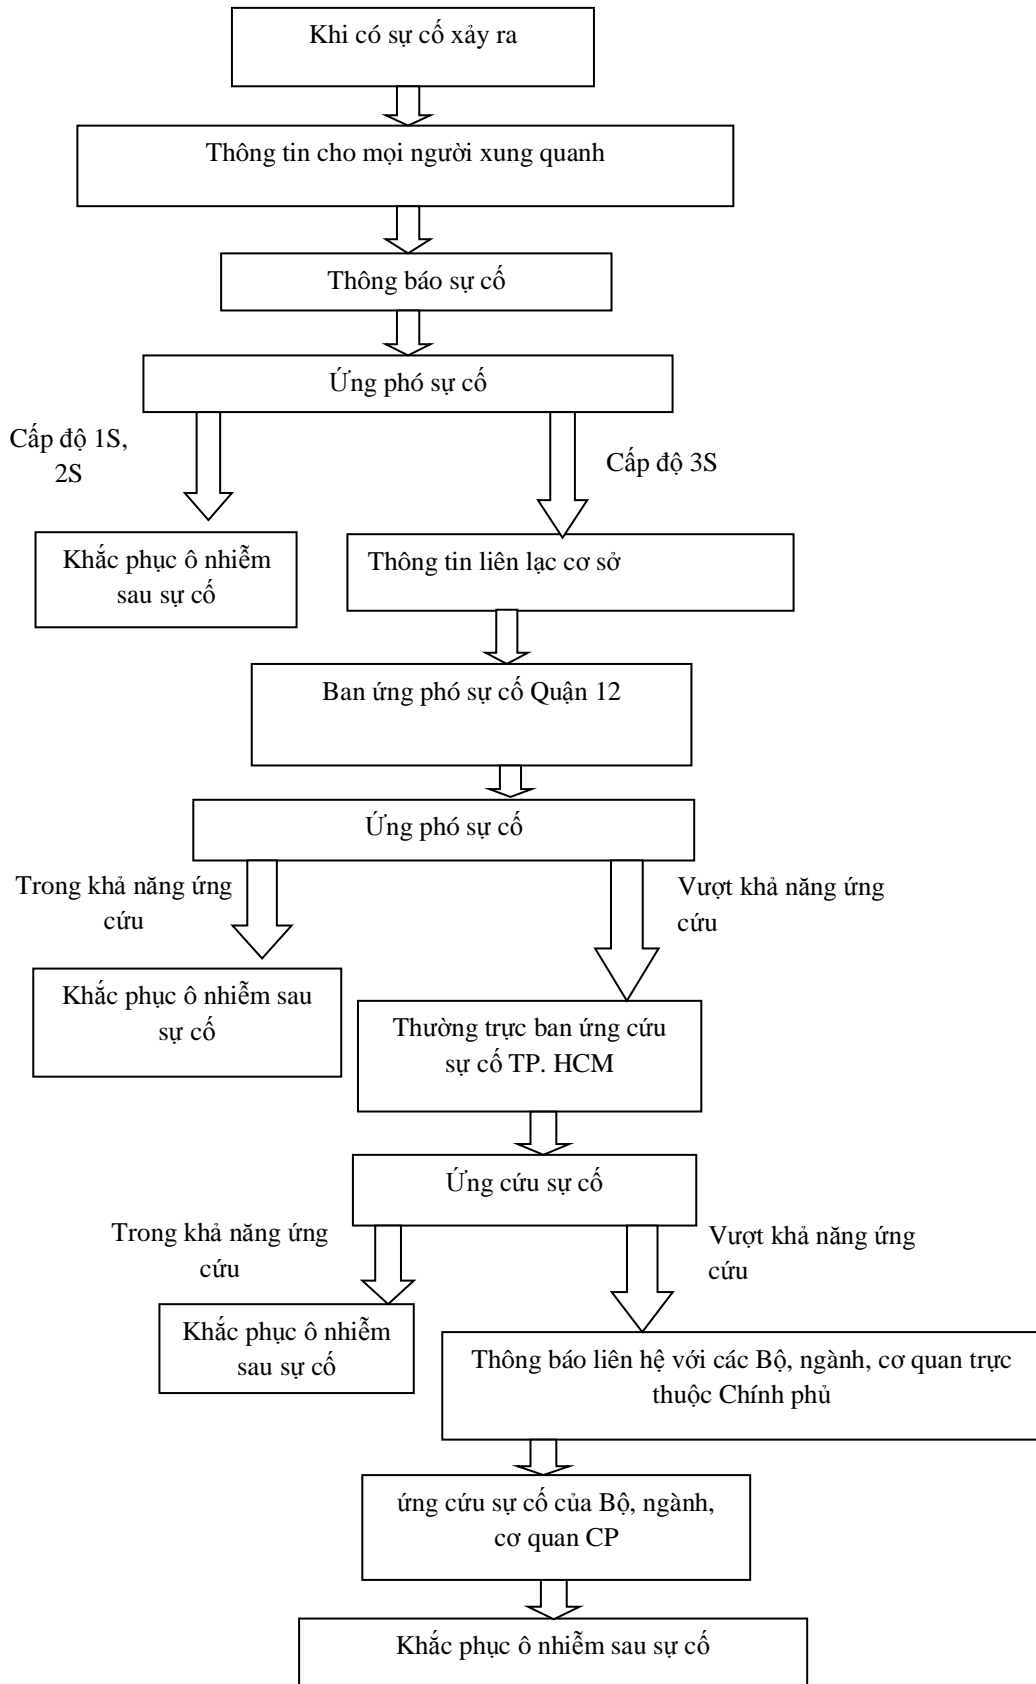 Khi có sự cố xảy ra
Thông tin cho mọi người xung quanh
Thông báo sự cố
Ứng phó sự cố
Cấp độ 1S,
2S
Cấp độ 3S
Khắc phục ô nhiễm
sau sự cố
Thông tin liên lạc cơ sở
Ban ứng phó sự cố Quận 12
Ứng phó sự cố
Trong khả năng ứng
cứu
Vượt khả năng ứng
cứu
Khắc phục ô nhiễm sau
sự cố
Thường trực ban ứng cứu
sự cố TP. HCM
Ứng cứu sự cố
Trong khả năng ứng
cứu
Vượt khả năng ứng
cứu
Khắc phục ô nhiễm
sau sự cố
Thông báo liên hệ với các Bộ, ngành, cơ quan trực
thuộc Chính phủ
ứng cứu sự cố của Bộ, ngành,
cơ quan CP
Khắc phục ô nhiễm sau sự cố